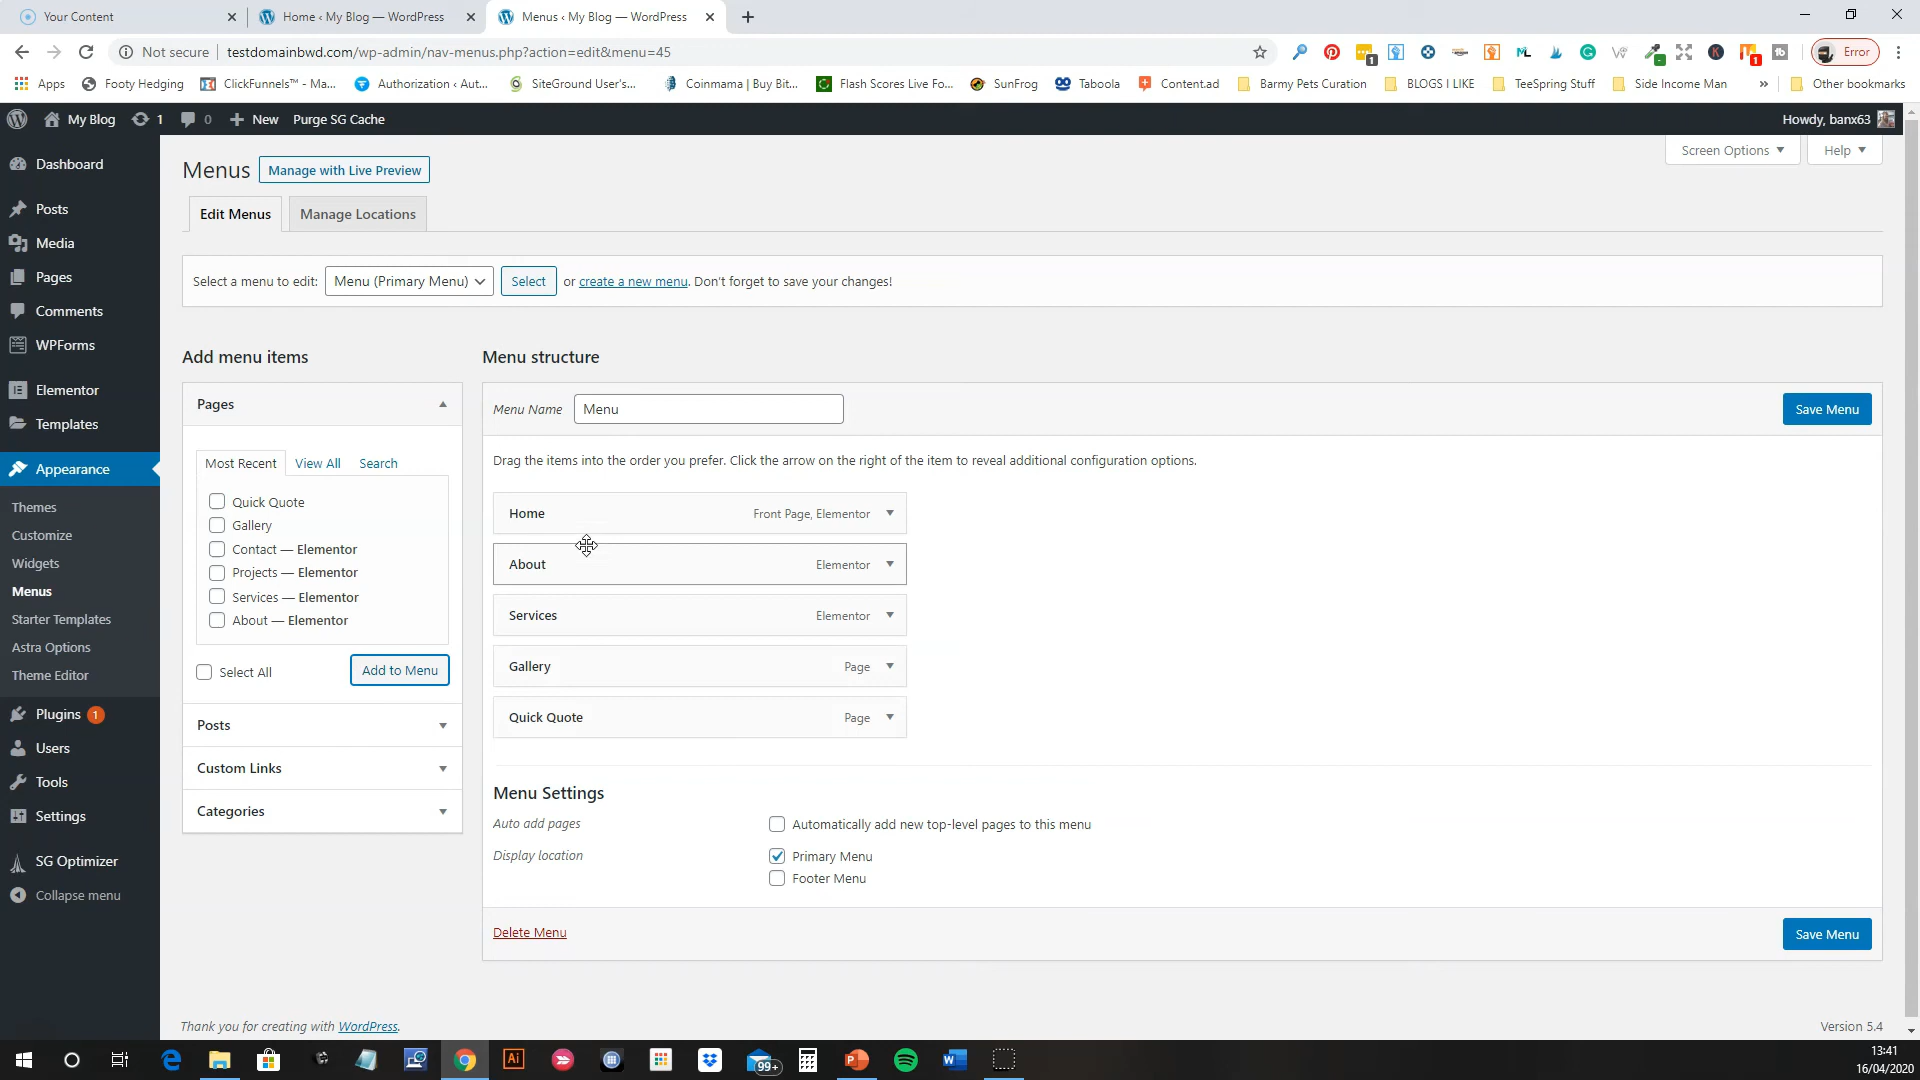 Your Content
Home ‹ My Blog — WordPress
Menus ‹ My Blog — WordPress
Not secure
testdomainbwd.com/wp-admin/nav-menus.php?action=edit&menu=45
Error
Apps
Footy Hedging
ClickFunnels™ - Ma...
Authorization ‹ Aut...
SiteGround User's...
Coinmama | Buy Bit...
Flash Scores Live Fo...
SunFrog
Taboola
Content.ad
Barmy Pets Curation
BLOGS I LIKE
TeeSpring Stuff
Side Income Man
»
Other bookmarks
My Blog
1
0
New
Purge SG Cache
Howdy, banx63
Screen Options
Help
Dashboard
Posts
Media
Pages
Comments
WPForms
Elementor
Templates
Appearance
Themes
Customize
Widgets
Menus
Starter Templates
Astra Options
Theme Editor
Plugins 1
Users
Tools
Settings
SG Optimizer
Collapse menu
Menus
Manage with Live Preview
Edit Menus
Manage Locations
Select a menu to edit:
Menu (Primary Menu)
Select
or create a new menu. Don't forget to save your changes!
Add menu items
Pages
Most Recent
View All
Search
Quick Quote
Gallery
Contact — Elementor
Projects — Elementor
Services — Elementor
About — Elementor
Select All
Add to Menu
Posts
Custom Links
Categories
Menu structure
Menu Name
Menu
Save Menu
Drag the items into the order you prefer. Click the arrow on the right of the item to reveal additional configuration options.
Home
Front Page, Elementor
About
Elementor
Services
Elementor
Gallery
Page
Quick Quote
Page
Menu Settings
Auto add pages
Automatically add new top-level pages to this menu
Display location
Primary Menu
Footer Menu
Delete Menu
Save Menu
Thank you for creating with WordPress.
Version 5.4
99+
13:41
16/04/2020